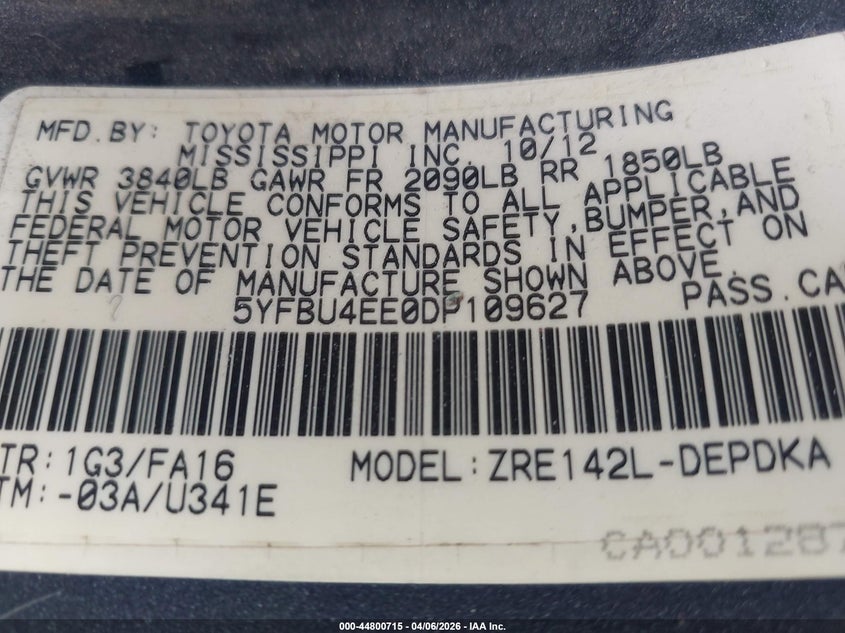 MFD.BY: TOYOTA MOTOR MANUFACTURING
MISSISSIPPI INC. 10/12
GVWR 3840LB GAWR FR 2090LB RR 1850LB
THIS VEHICLE CONFORMS TO ALL APPLICABLE
FEDERAL MOTOR VEHICLE SAFETY,BUMPER,AND
THEFT PREVENTION STANDARDS IN EFFECT ON
THE DATE OF MANUFACTURE SHOWN ABOVE.
5YFBU4EE0DP109627 PASS.CA
TR:1G3/FA16 MODEL:ZRE142L-DEPDKA
TM:-03A/U341E
CA001287
000-44800715 - 04/06/2026 - IAA Inc.